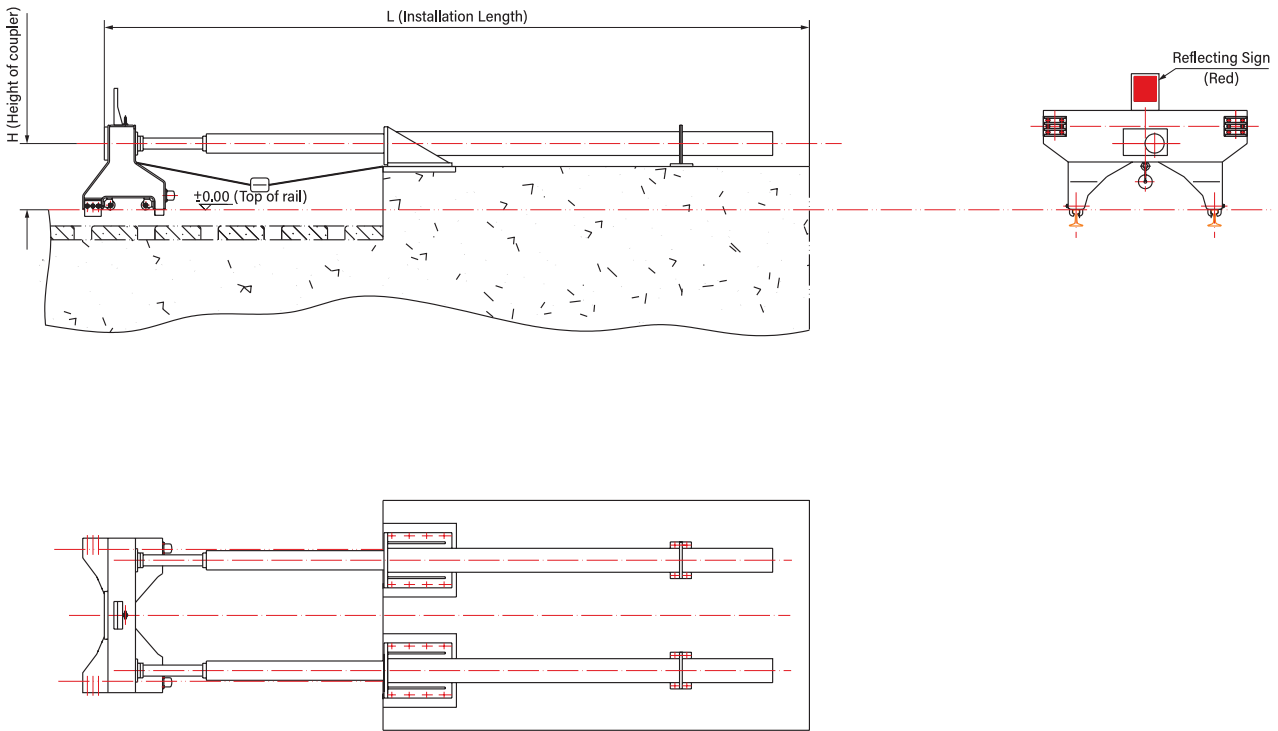 L (Installation Length)
H (Height of coupler)
Reflecting Sign
(Red)
±0.00 (Top of rail)